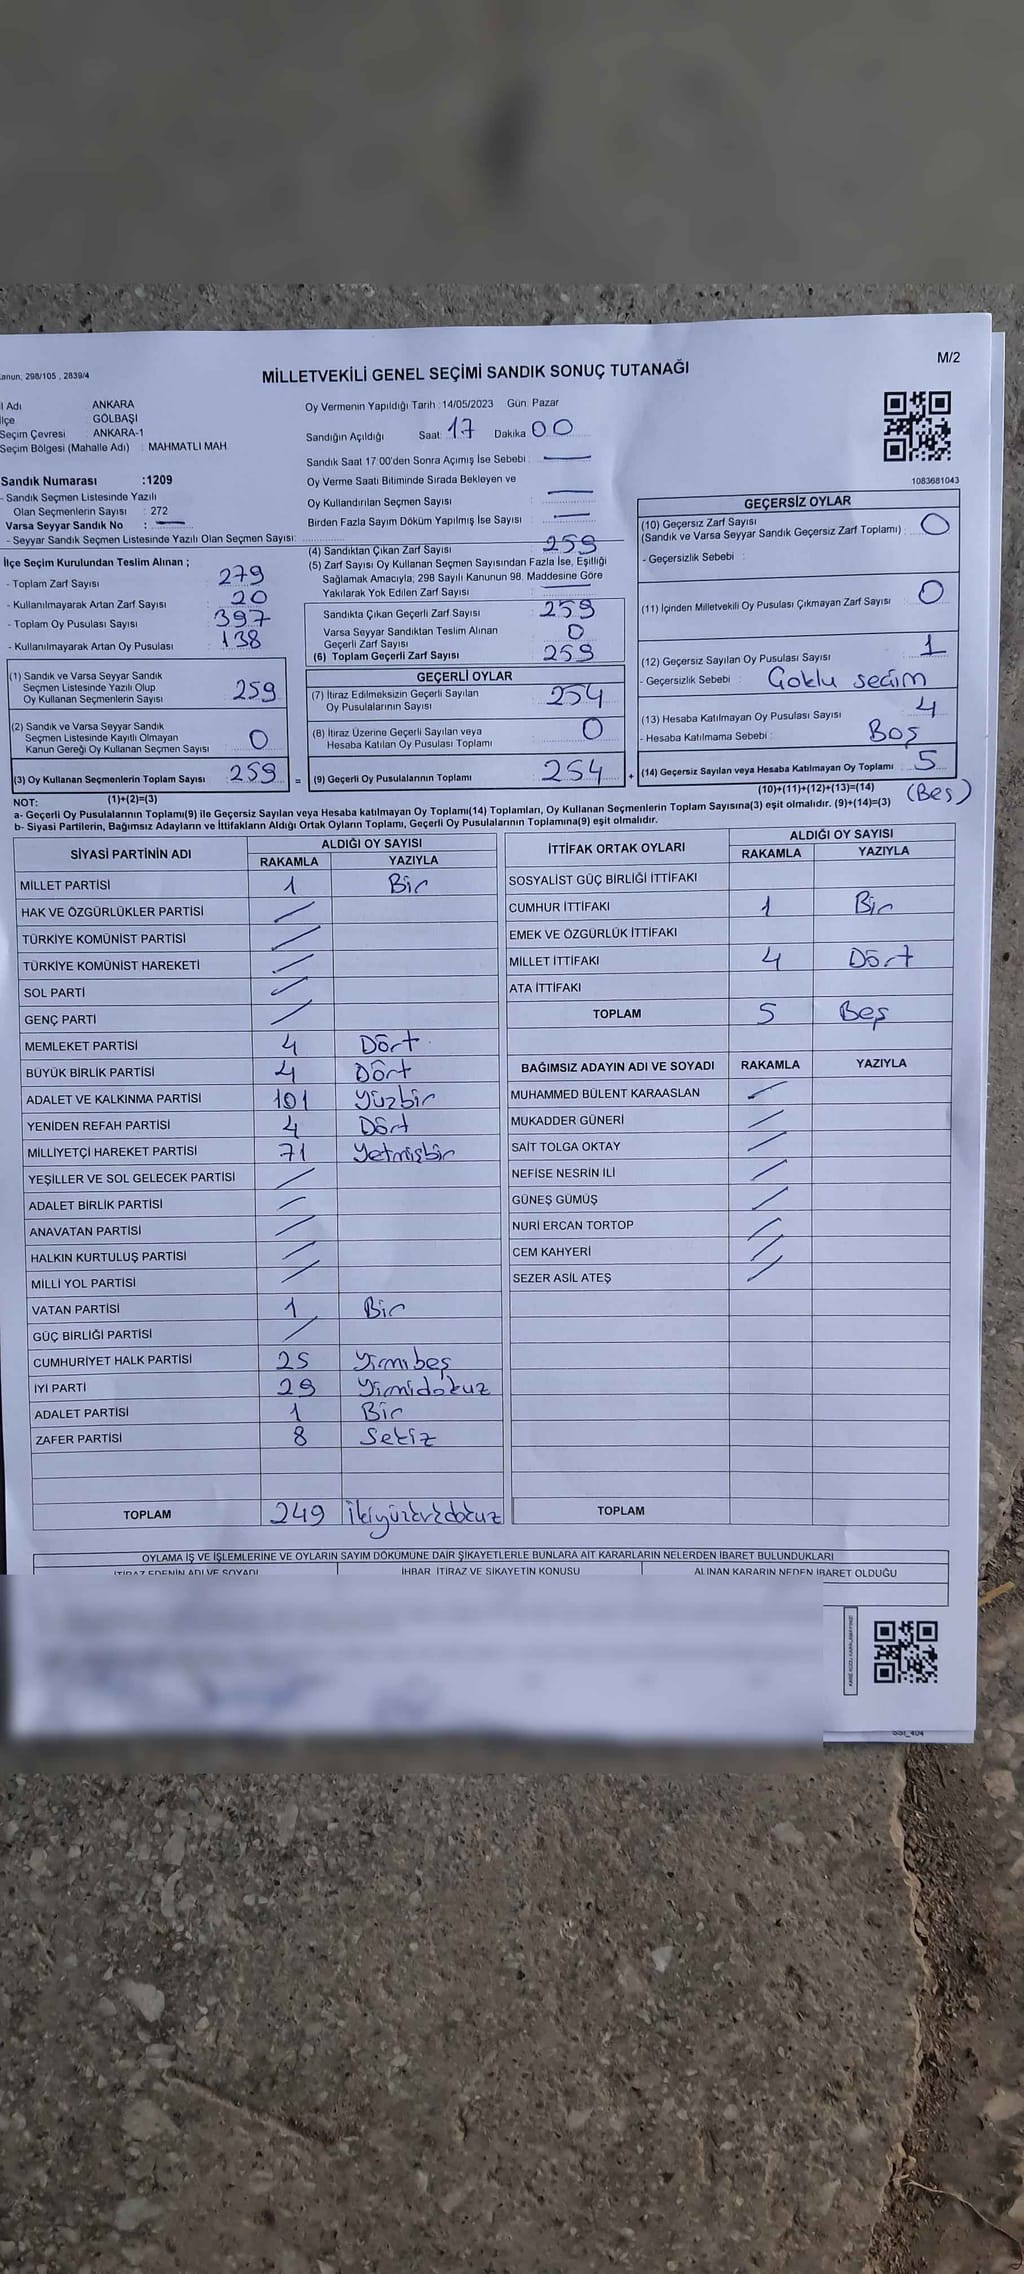 M/2
anun, 298/105 , 2839/4
MİLLETVEKİLİ GENEL SEÇİMİ SANDIK SONUÇ TUTANAĞI
l Adı ANKARA
lçe GÖLBAŞI
Seçim Çevresi ANKARA-1
Seçim Bölgesi (Mahalle Adı) : MAHMATLI MAH.
Sandık Numarası :1209
- Sandık Seçmen Listesinde Yazılı
Olan Seçmenlerin Sayısı : 272
Varsa Seyyar Sandık No : —
- Seyyar Sandık Seçmen Listesinde Yazılı Olan Seçmen Sayısı:
Oy Vermenin Yapıldığı Tarih :14/05/2023 Gün: Pazar
Sandığın Açıldığı Saat: 17 Dakika: 00
Sandık Saat 17:00'den Sonra Açımış İse Sebebi : —
Oy Verme Saati Bitiminde Sırada Bekleyen ve
Oy Kullandırılan Seçmen Sayısı : —
Birden Fazla Sayım Döküm Yapılmış İse Sayısı : —
1083681043
İlçe Seçim Kurulundan Teslim Alınan ;
- Toplam Zarf Sayısı : 279
- Kullanılmayarak Artan Zarf Sayısı : 20
- Toplam Oy Pusulası Sayısı : 397
- Kullanılmayarak Artan Oy Pusulası : 138
(1) Sandık ve Varsa Seyyar Sandık
Seçmen Listesinde Yazılı Olup
Oy Kullanan Seçmenlerin Sayısı : 259
(2) Sandık ve Varsa Seyyar Sandık
Seçmen Listesinde Kayıtlı Olmayan
Kanun Gereği Oy Kullanan Seçmen Sayısı : 0
(3) Oy Kullanan Seçmenlerin Toplam Sayısı : 259
(4) Sandıktan Çıkan Zarf Sayısı : 259
(5) Zarf Sayısı Oy Kullanan Seçmen Sayısından Fazla İse, Eşitliği
Sağlamak Amacıyla, 298 Sayılı Kanunun 98. Maddesine Göre
Yakılarak Yok Edilen Zarf Sayısı : —
Sandıkta Çıkan Geçerli Zarf Sayısı : 259
Varsa Seyyar Sandıktan Teslim Alınan
Geçerli Zarf Sayısı : 0
(6) Toplam Geçerli Zarf Sayısı : 259
GEÇERLİ OYLAR
(7) İtiraz Edilmeksizin Geçerli Sayılan
Oy Pusulalarının Sayısı : 254
(8) İtiraz Üzerine Geçerli Sayılan veya
Hesaba Katılan Oy Pusulası Toplamı : 0
= (9) Geçerli Oy Pusulalarının Toplamı : 254 +
GEÇERSİZ OYLAR
(10) Geçersiz Zarf Sayısı
(Sandık ve Varsa Seyyar Sandık Geçersiz Zarf Toplamı) : 0
- Geçersizlik Sebebi :
(11) İçinden Milletvekili Oy Pusulası Çıkmayan Zarf Sayısı : 0
(12) Geçersiz Sayılan Oy Pusulası Sayısı : 1
- Geçersizlik Sebebi : Çoklu seçim
(13) Hesaba Katılmayan Oy Pusulası Sayısı : 4
- Hesaba Katılmama Sebebi : Boş
(14) Geçersiz Sayılan veya Hesaba Katılmayan Oy Toplamı : 5
(10)+(11)+(12)+(13)=(14) (Beş)
NOT: (1)+(2)=(3)
a- Geçerli Oy Pusulalarının Toplamı(9) ile Geçersiz Sayılan veya Hesaba katılmayan Oy Toplamı(14) Toplamları, Oy Kullanan Seçmenlerin Toplam Sayısına(3) eşit olmalıdır. (9)+(14)=(3)
b- Siyasi Partilerin, Bağımsız Adayların ve İttifakların Aldığı Ortak Oyların Toplamı, Geçerli Oy Pusulalarının Toplamına(9) eşit olmalıdır.
SİYASİ PARTİNİN ADI ALDIĞI OY SAYISI
RAKAMLA YAZIYLA
MİLLET PARTİSİ 1 Bir
HAK VE ÖZGÜRLÜKLER PARTİSİ /
TÜRKİYE KOMÜNİST PARTİSİ /
TÜRKİYE KOMÜNİST HAREKETİ /
SOL PARTİ /
GENÇ PARTİ /
MEMLEKET PARTİSİ 4 Dört
BÜYÜK BİRLİK PARTİSİ 4 Dört
ADALET VE KALKINMA PARTİSİ 101 Yüzbir
YENİDEN REFAH PARTİSİ 4 Dört
MİLLİYETÇİ HAREKET PARTİSİ 71 Yetmişbir
YEŞİLLER VE SOL GELECEK PARTİSİ /
ADALET BİRLİK PARTİSİ /
ANAVATAN PARTİSİ /
HALKIN KURTULUŞ PARTİSİ /
MİLLİ YOL PARTİSİ /
VATAN PARTİSİ 1 Bir
GÜÇ BİRLİĞİ PARTİSİ /
CUMHURİYET HALK PARTİSİ 25 Yirmibeş
İYİ PARTİ 29 Yirmidokuz
ADALET PARTİSİ 1 Bir
ZAFER PARTİSİ 8 Sekiz
TOPLAM 249
İTTİFAK ORTAK OYLARI ALDIĞI OY SAYISI
RAKAMLA YAZIYLA
SOSYALİST GÜÇ BİRLİĞİ İTTİFAKI
CUMHUR İTTİFAKI 1 Bir
EMEK VE ÖZGÜRLÜK İTTİFAKI
MİLLET İTTİFAKI 4 Dört
ATA İTTİFAKI
TOPLAM 5 Beş
BAĞIMSIZ ADAYIN ADI VE SOYADI RAKAMLA YAZIYLA
MUHAMMED BÜLENT KARAASLAN /
MUKADDER GÜNERİ /
SAİT TOLGA OKTAY /
NEFİSE NESRİN İLİ /
GÜNEŞ GÜMÜŞ /
NURİ ERCAN TORTOP /
CEM KAHYERİ /
SEZER ASIL ATEŞ /
TOPLAM
OYLAMA İŞ VE İŞLEMLERİNE VE OYLARIN SAYIM DÖKÜMÜNE DAİR ŞİKAYETLERLE BUNLARA AİT KARARLARIN NELERDEN İBARET BULUNDUKLARI
İTİRAZ EDENİN ADI VE SOYADI İHBAR, İTİRAZ VE ŞİKAYETİN KONUSU ALINAN KARARIN NEDEN İBARET OLDUĞU